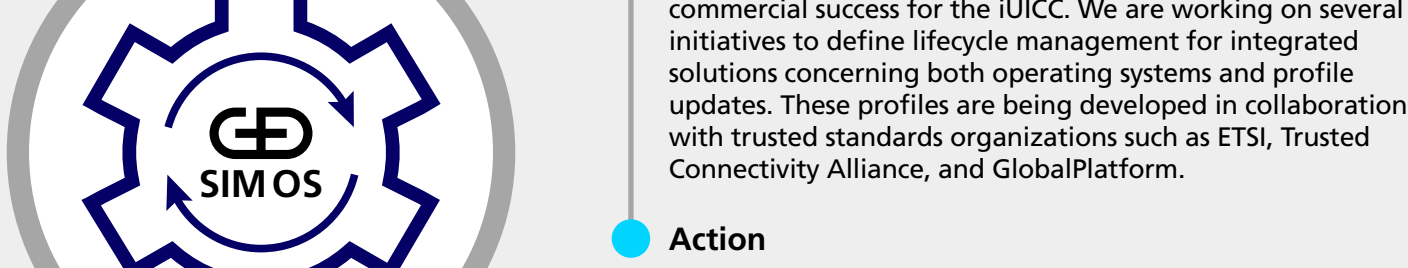 commercial success for the iUICC. We are working on several
initiatives to define lifecycle management for integrated
solutions concerning both operating systems and profile
updates. These profiles are being developed in collaboration
with trusted standards organizations such as ETSI, Trusted
Connectivity Alliance, and GlobalPlatform.
G+D
SIM OS
Action